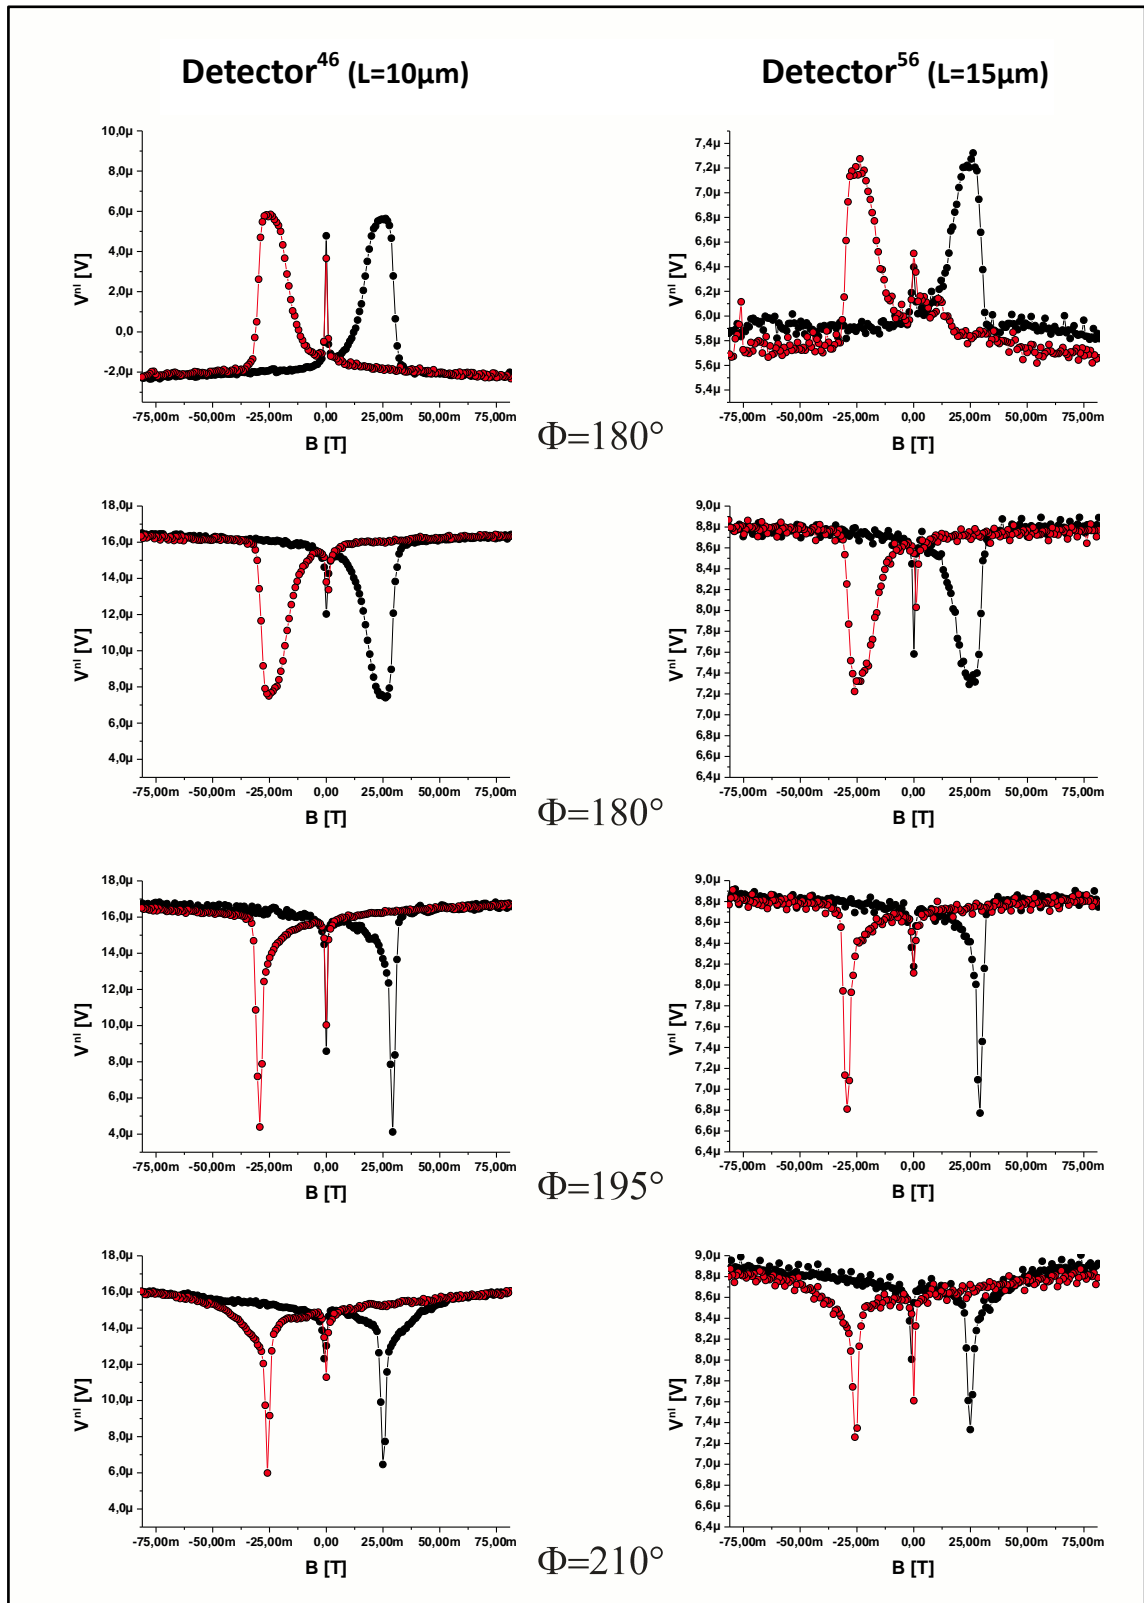 Detector⁴⁶ (L=10µm)
Detector⁵⁶ (L=15µm)
10,0µ
8,0µ
6,0µ
4,0µ
2,0µ
0,0
-2,0µ
Vⁿˡ [V]
-75,00m -50,00m -25,00m 0,00 25,00m 50,00m 75,00m
B [T]
7,4µ
7,2µ
7,0µ
6,8µ
6,6µ
6,4µ
6,2µ
6,0µ
5,8µ
5,6µ
5,4µ
Vⁿˡ [V]
-75,00m -50,00m -25,00m 0,00 25,00m 50,00m 75,00m
B [T]
Φ=180°
18,0µ
16,0µ
14,0µ
12,0µ
10,0µ
8,0µ
6,0µ
4,0µ
Vⁿˡ [V]
-75,00m -50,00m -25,00m 0,00 25,00m 50,00m 75,00m
B [T]
9,0µ
8,8µ
8,6µ
8,4µ
8,2µ
8,0µ
7,8µ
7,6µ
7,4µ
7,2µ
7,0µ
6,8µ
6,6µ
6,4µ
Vⁿˡ [V]
-75,00m -50,00m -25,00m 0,00 25,00m 50,00m 75,00m
B [T]
Φ=180°
18,0µ
16,0µ
14,0µ
12,0µ
10,0µ
8,0µ
6,0µ
4,0µ
Vⁿˡ [V]
-75,00m -50,00m -25,00m 0,00 25,00m 50,00m 75,00m
B [T]
9,0µ
8,8µ
8,6µ
8,4µ
8,2µ
8,0µ
7,8µ
7,6µ
7,4µ
7,2µ
7,0µ
6,8µ
6,6µ
6,4µ
Vⁿˡ [V]
-75,00m -50,00m -25,00m 0,00 25,00m 50,00m 75,00m
B [T]
Φ=195°
18,0µ
16,0µ
14,0µ
12,0µ
10,0µ
8,0µ
6,0µ
4,0µ
Vⁿˡ [V]
-75,00m -50,00m -25,00m 0,00 25,00m 50,00m 75,00m
B [T]
9,0µ
8,8µ
8,6µ
8,4µ
8,2µ
8,0µ
7,8µ
7,6µ
7,4µ
7,2µ
7,0µ
6,8µ
6,6µ
6,4µ
Vⁿˡ [V]
-75,00m -50,00m -25,00m 0,00 25,00m 50,00m 75,00m
B [T]
Φ=210°